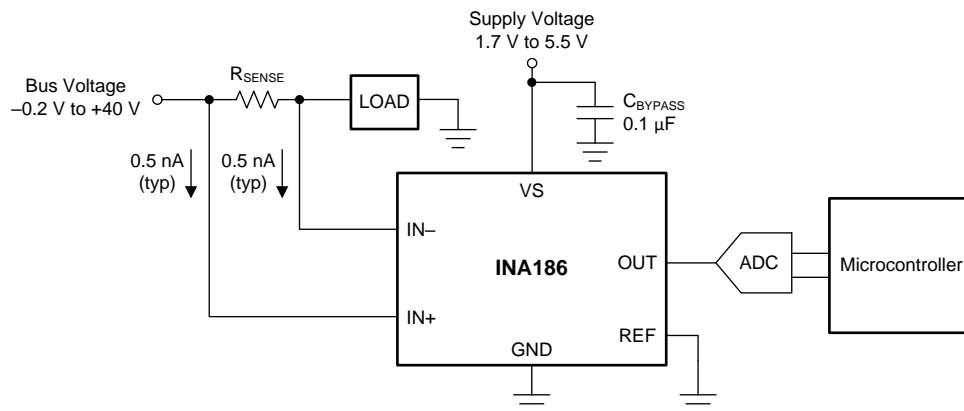 Supply Voltage
1.7 V to 5.5 V
Bus Voltage
–0.2 V to +40 V
RSENSE
LOAD
CBYPASS
0.1 µF
0.5 nA
(typ)
0.5 nA
(typ)
VS
IN–
INA186
OUT
ADC
Microcontroller
IN+
REF
GND